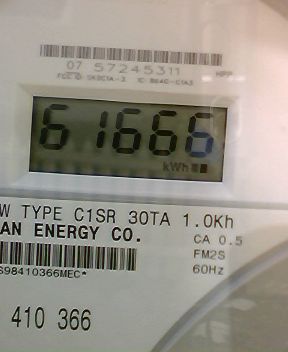 07 57245311
61666
kWh
W TYPE C1SR 30TA 1.0Kh
AN ENERGY CO.
CA 0.5
FM2S
60Hz
S98410366MEC*
410 366